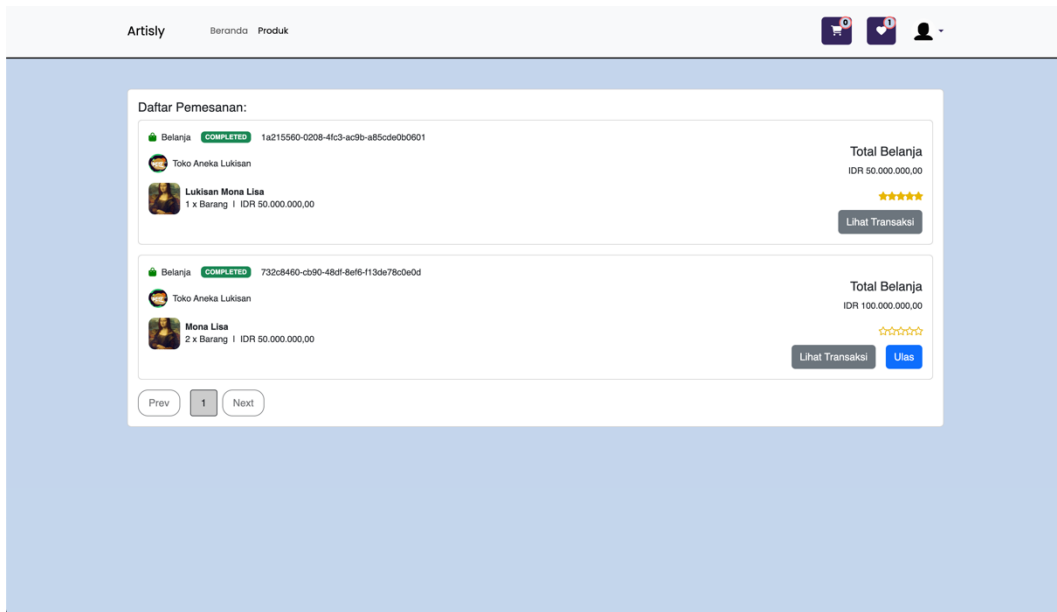 Artisly Beranda Produk 0 1
Daftar Pemesanan:
Belanja COMPLETED 1a215560-0208-4fc3-ac9b-a85cde0b0601
Toko Aneka Lukisan
Lukisan Mona Lisa
1 x Barang | IDR 50.000.000,00
Total Belanja
IDR 50.000.000,00
Lihat Transaksi
Belanja COMPLETED 732c8460-cb90-48df-8ef6-f13de78c0e0d
Toko Aneka Lukisan
Mona Lisa
2 x Barang | IDR 50.000.000,00
Total Belanja
IDR 100.000.000,00
Lihat Transaksi Ulas
Prev 1 Next